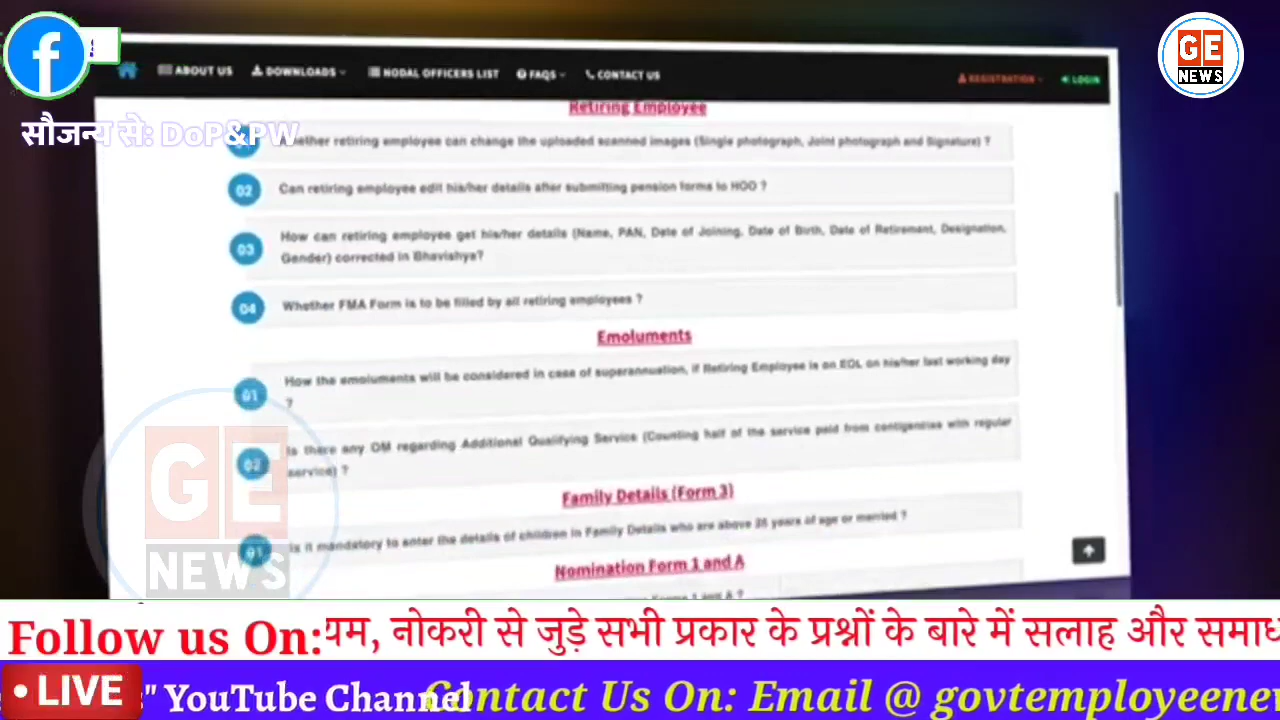 ABOUT US DOWNLOADS NODAL OFFICERS LIST FAQS CONTACT US REGISTRATION LOGIN
GE
NEWS
सौजन्य से: DoP&PW
Retiring Employee
retiring employee can change the uploaded scanned images (Single photograph, Joint photograph and Signature) ?
02 Can retiring employee edit his/her details after submitting pension forms to HOO ?
03 How can retiring employee get his/her details (Name, PAN, Date of Joining, Date of Birth, Date of Retirement, Designation,
Gender) corrected in Bhavishya?
04 Whether FMA Form is to be filled by all retiring employees ?
Emoluments
01 How the emoluments will be considered in case of superannuation, if Retiring Employee is on EOL on his/her last working day
?
02 Is there any OM regarding Additional Qualifying Service (Counting half of the service paid from contigencies with regular
service) ?
Family Details (Form 3)
01 Is it mandatory to enter the details of children in Family Details who are above 25 years of age or married ?
Nomination Form 1 and A
1 and A ?
GE
NEWS
Follow us On: यम, नोकरी से जुड़े सभी प्रकार के प्रश्नों के बारे में सलाह और समाध
• LIVE " YouTube Channel Contact Us On: Email @ govtemployeene